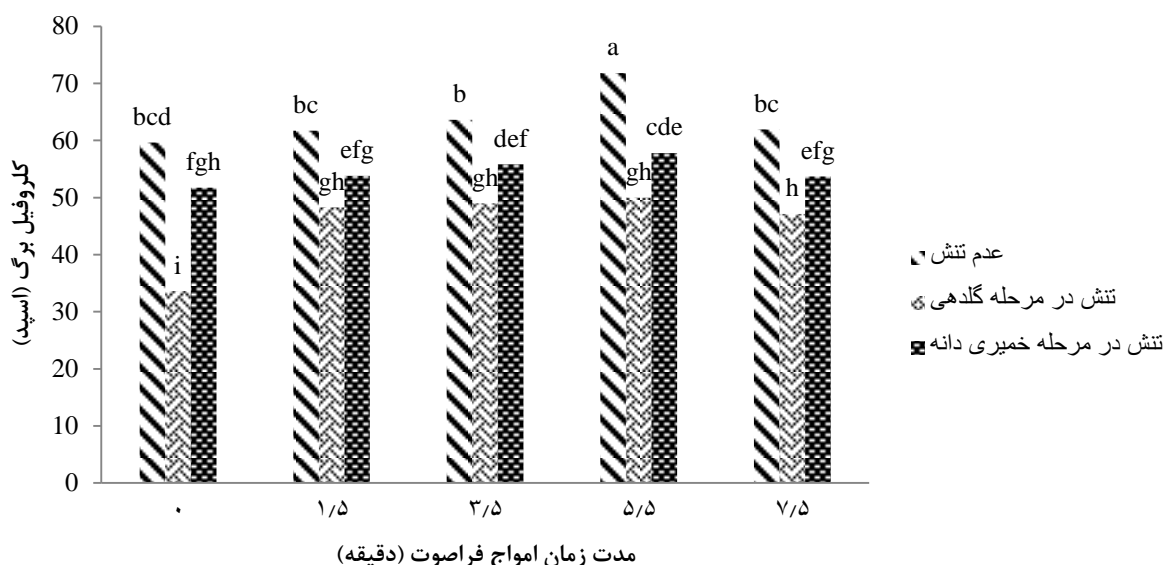 کلروفیل برگ (اسپد)
80
70
60
50
40
30
20
10
0
bcd
i
fgh
bc
gh
efg
b
gh
def
a
gh
cde
bc
h
efg
۰
۱٫۵
۳٫۵
۵٫۵
۷٫۵
مدت زمان امواج فراصوت (دقیقه)
عدم تنش
تنش در مرحله گلدهی
تنش در مرحله خمیری دانه